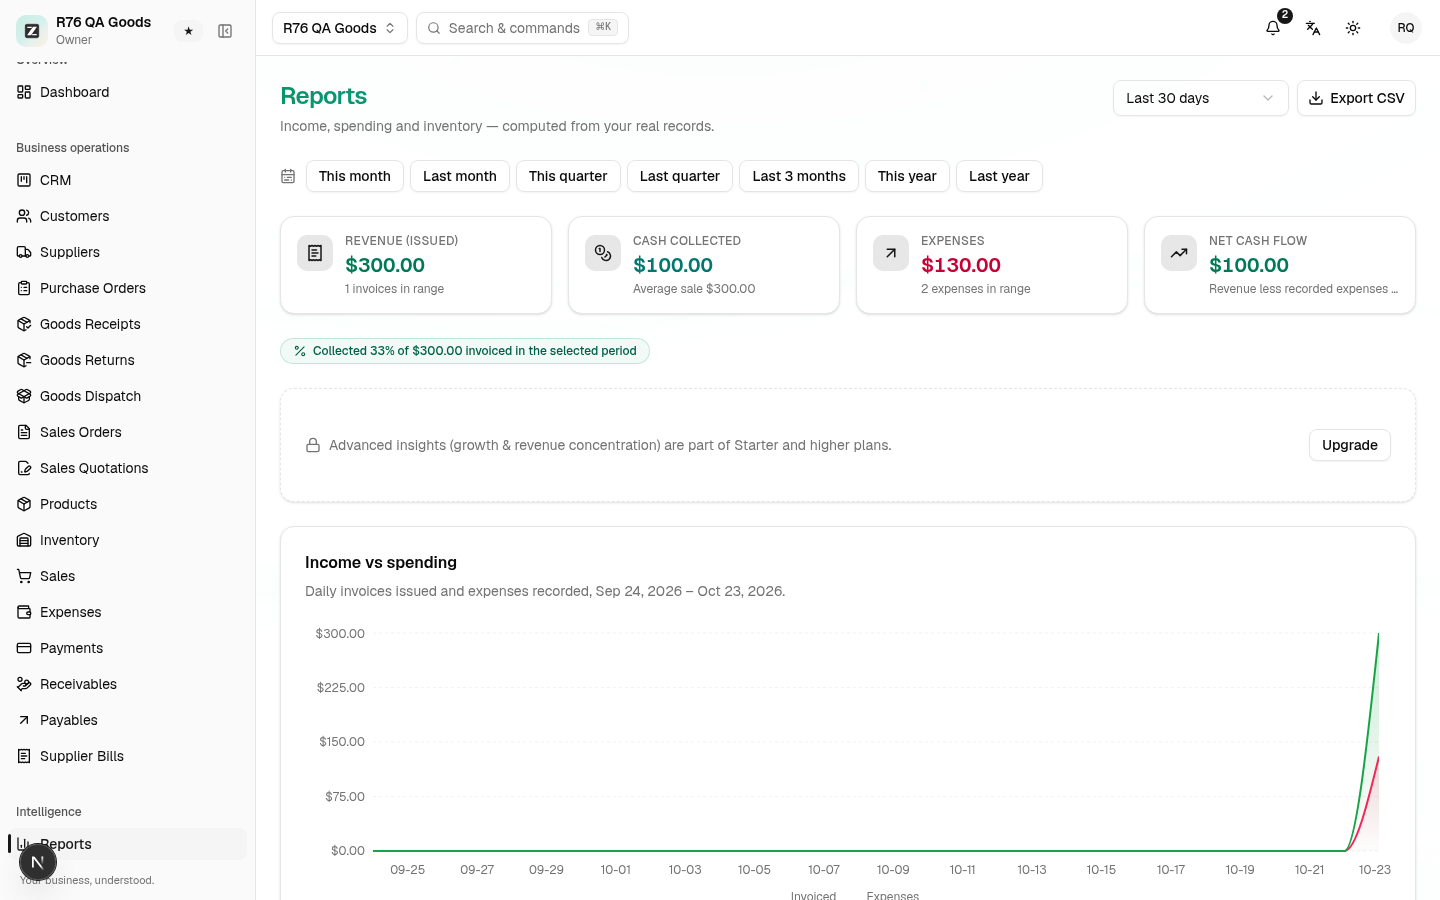 R76 QA Goods
Owner
Overview
Dashboard
Business operations
CRM
Customers
Suppliers
Purchase Orders
Goods Receipts
Goods Returns
Goods Dispatch
Sales Orders
Sales Quotations
Products
Inventory
Sales
Expenses
Payments
Receivables
Payables
Supplier Bills
Intelligence
Reports
N
Your business, understood.
R76 QA Goods
Search & commands ⌘K
2
RQ
Reports
Income, spending and inventory — computed from your real records.
Last 30 days
Export CSV
This month
Last month
This quarter
Last quarter
Last 3 months
This year
Last year
REVENUE (ISSUED)
$300.00
1 invoices in range
CASH COLLECTED
$100.00
Average sale $300.00
EXPENSES
$130.00
2 expenses in range
NET CASH FLOW
$100.00
Revenue less recorded expenses …
Collected 33% of $300.00 invoiced in the selected period
Advanced insights (growth & revenue concentration) are part of Starter and higher plans.
Upgrade
Income vs spending
Daily invoices issued and expenses recorded, Sep 24, 2026 – Oct 23, 2026.
$300.00
$225.00
$150.00
$75.00
$0.00
09-25 09-27 09-29 10-01 10-03 10-05 10-07 10-09 10-11 10-13 10-15 10-17 10-19 10-21 10-23
Invoiced Expenses